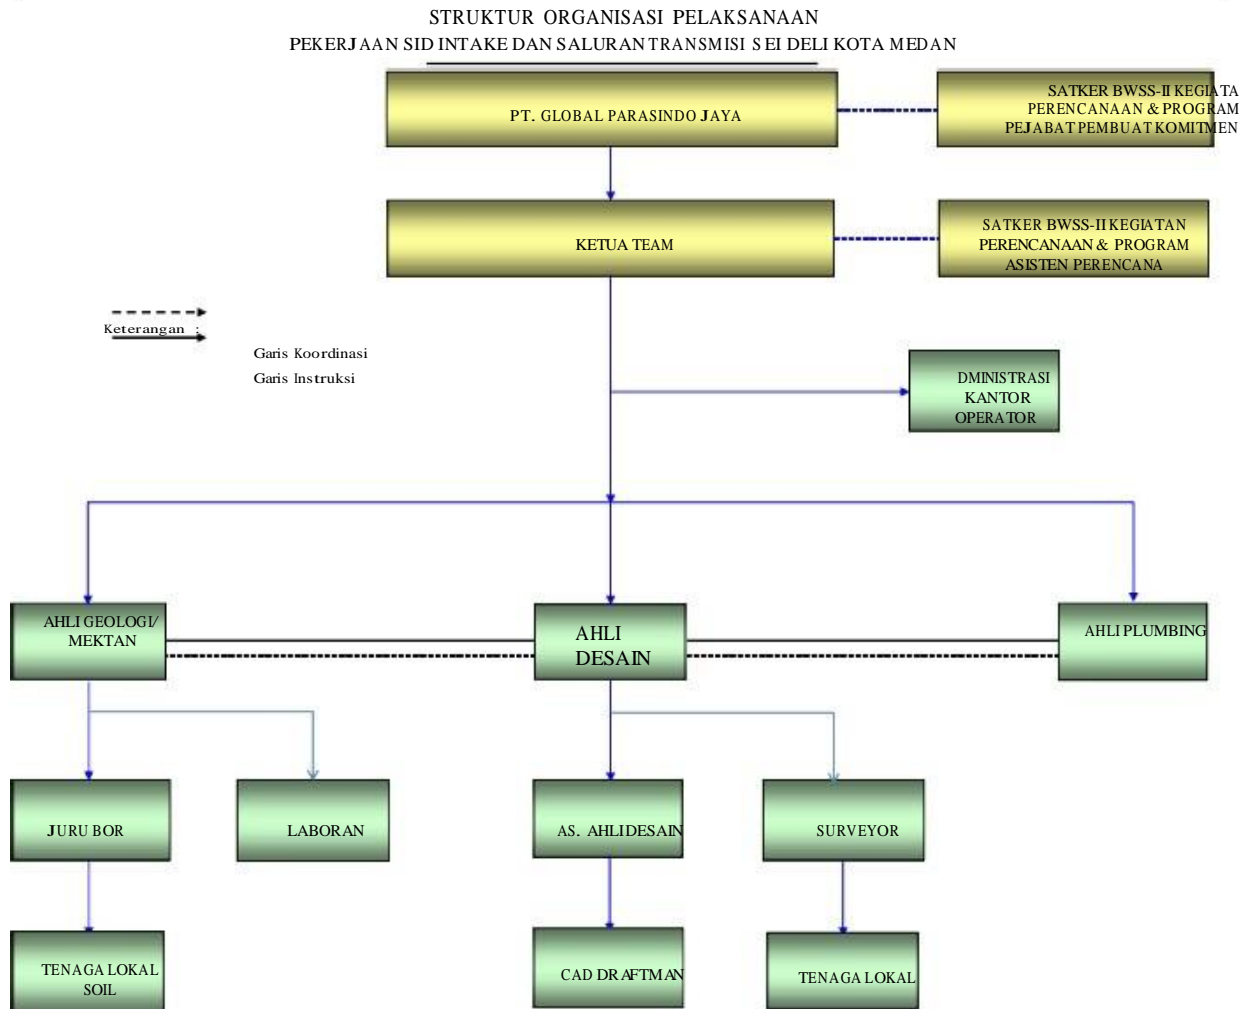 STRUKTUR ORGANISASI PELAKSANAAN
PEKERJAAN SID INTAKE DAN SALURAN TRANSMISI SEI DELI KOTA MEDAN
PT. GLOBAL PARASINDO JAYA
SATKER BWSS-II KEGIATA
PERENCANAAN & PROGRAM
PEJABAT PEMBUAT KOMITMEN
KETUA TEAM
SATKER BWSS-II KEGIATAN
PERENCANAAN & PROGRAM
ASISTEN PERENCANA
Keterangan :
Garis Koordinasi
Garis Instruksi
DMINISTRASI
KANTOR
OPERATOR
AHLI GEOLOGI/
MEKTAN
AHLI
DESAIN
AHLI PLUMBING
JURU BOR
LABORAN
AS. AHLI DESAIN
SURVEYOR
TENAGA LOKAL
SOIL
CAD DRAFTMAN
TENAGA LOKAL